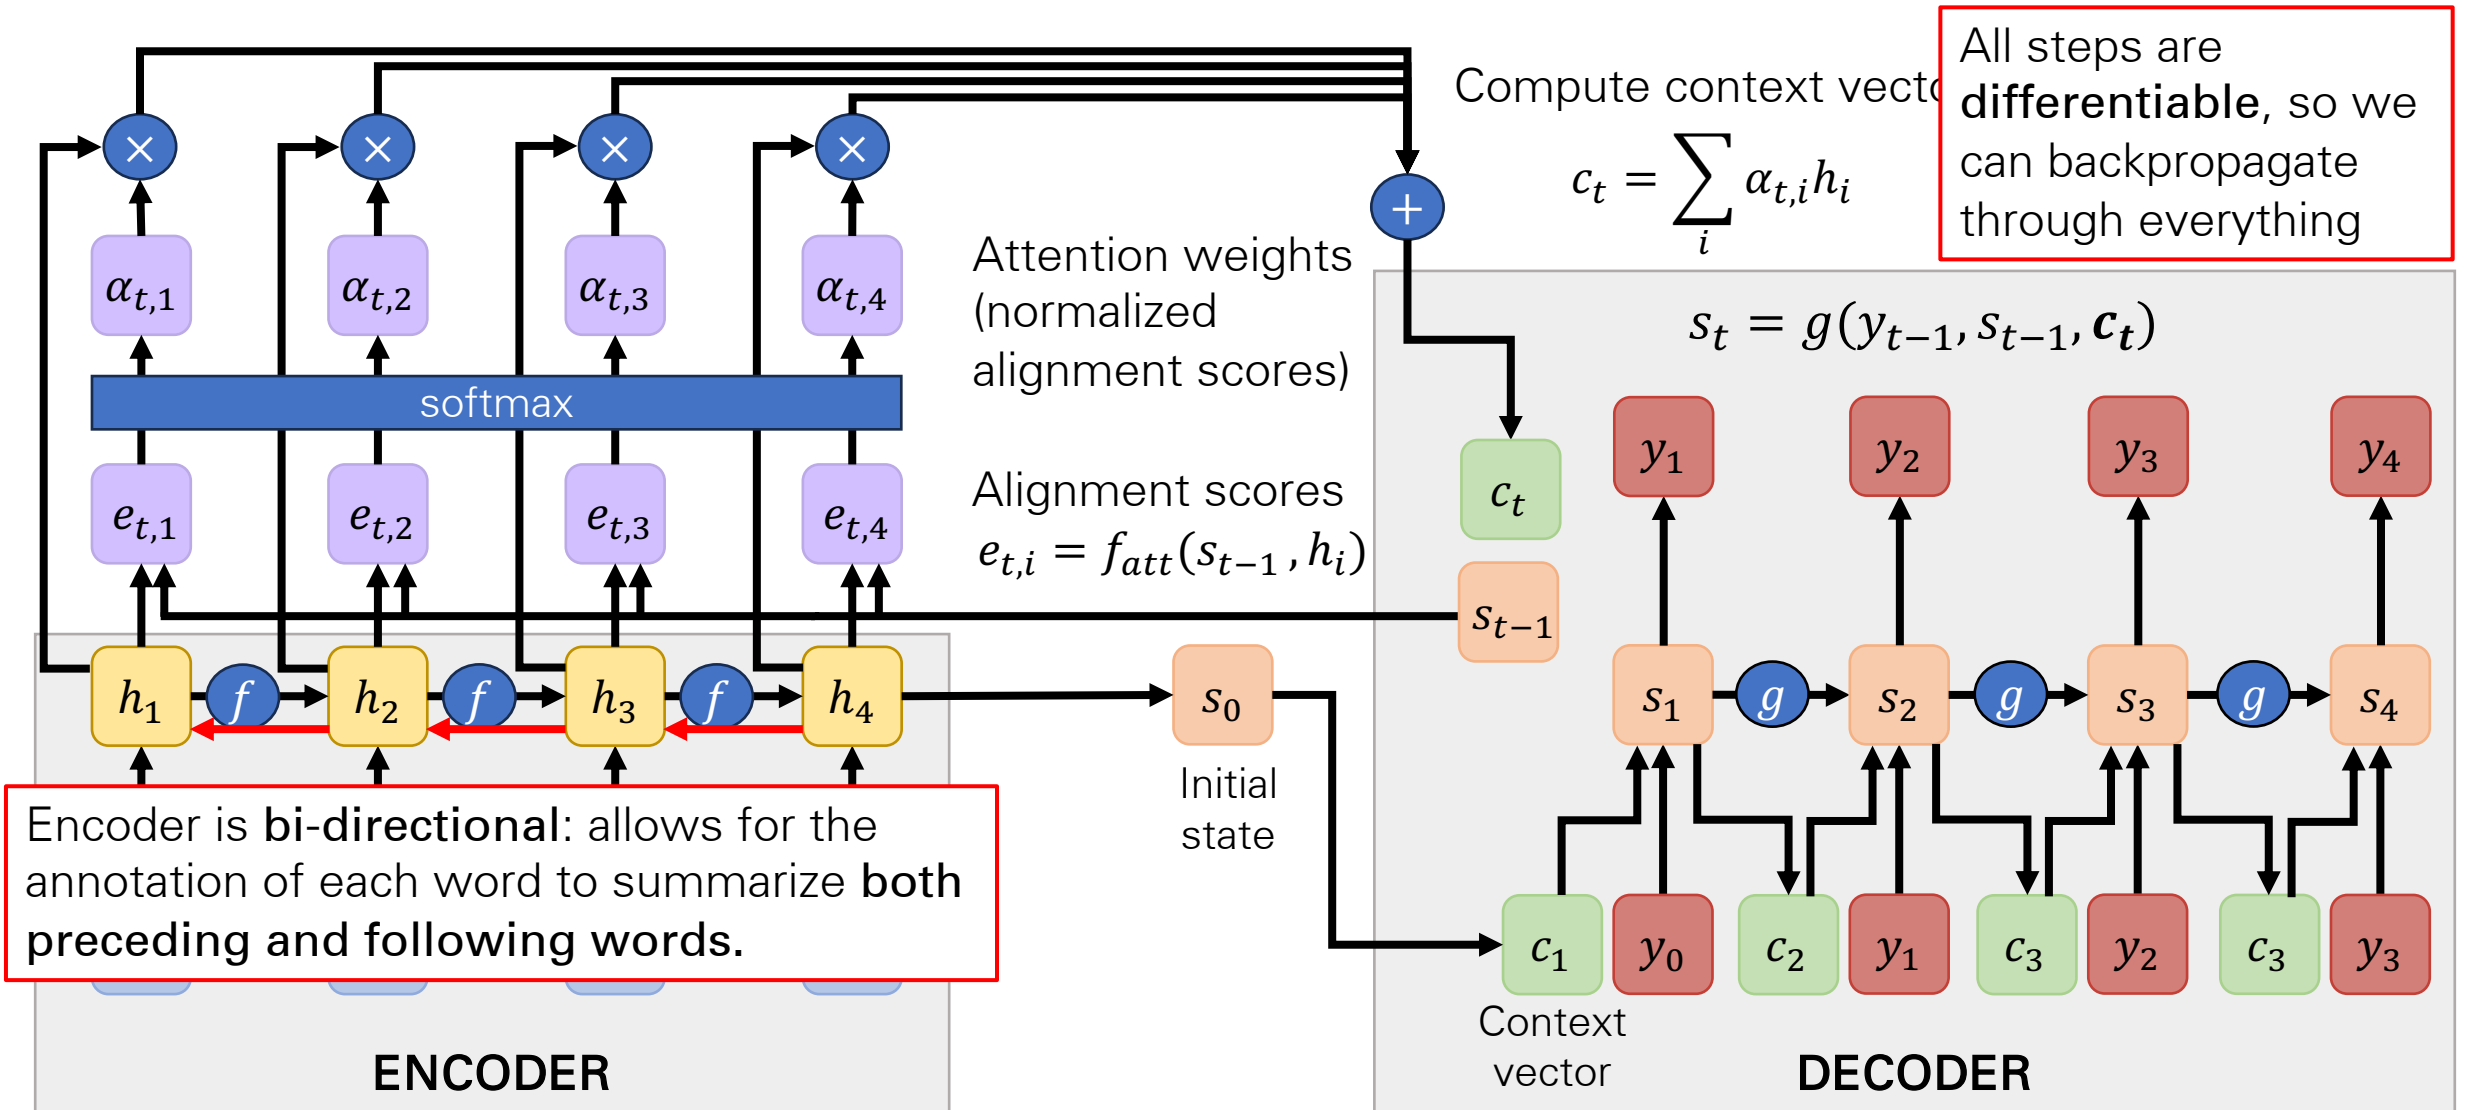 Compute context vecto
c_t = ∑_i α_{t,i} h_i
All steps are
differentiable, so we
can backpropagate
through everything
× × × ×
+
α_{t,1} α_{t,2} α_{t,3} α_{t,4}
Attention weights
(normalized
alignment scores)
softmax
e_{t,1} e_{t,2} e_{t,3} e_{t,4}
Alignment scores
e_{t,i} = f_{att}(s_{t−1}, h_i)
s_t = g(y_{t−1}, s_{t−1}, c_t)
y_1 y_2 y_3 y_4
c_t
s_{t−1}
h_1 f h_2 f h_3 f h_4
s_0
Initial
state
s_1 g s_2 g s_3 g s_4
Encoder is bi-directional: allows for the
annotation of each word to summarize both
preceding and following words.
c_1 y_0 c_2 y_1 c_3 y_2 c_3 y_3
Context
vector
ENCODER
DECODER